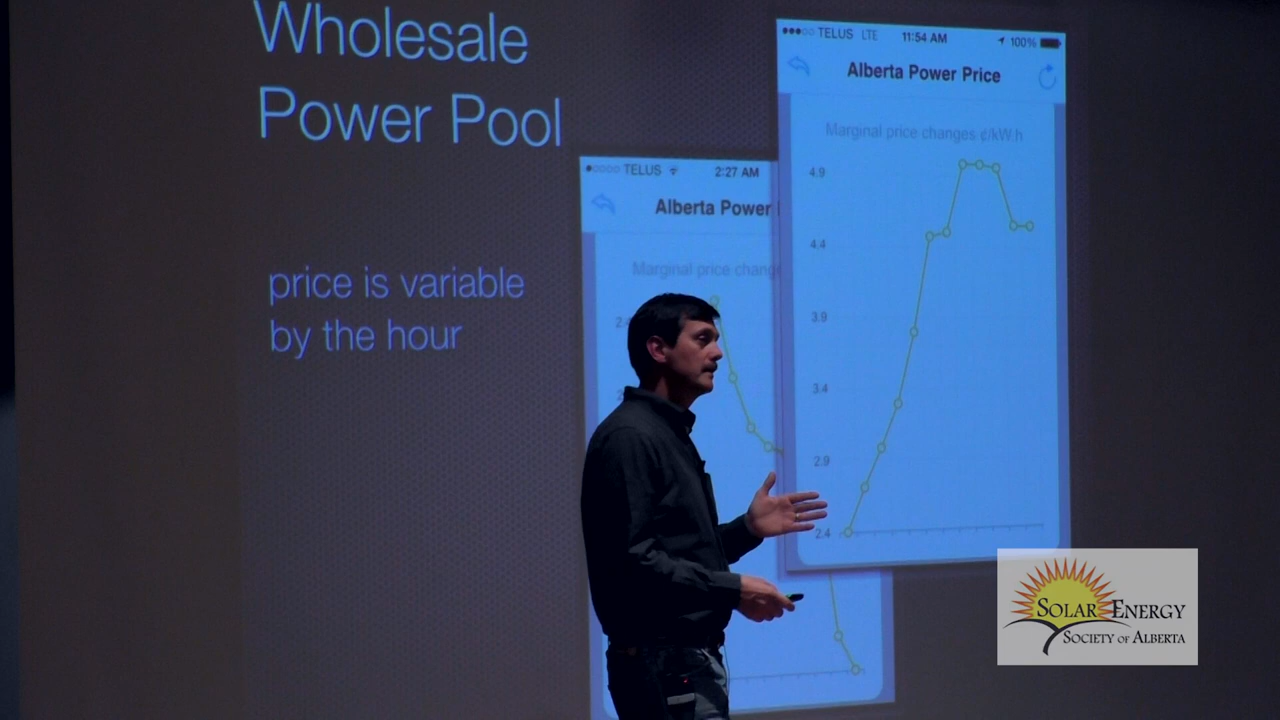 Wholesale
Power Pool
price is variable
by the hour
TELUS
2:27 AM
Alberta Power
Marginal price
TELUS LTE 11:54 AM 100%
Alberta Power Price
Marginal price changes ¢/kW.h
4.9
4.4
3.9
3.4
2.9
2.4
SOLAR ENERGY
SOCIETY OF ALBERTA